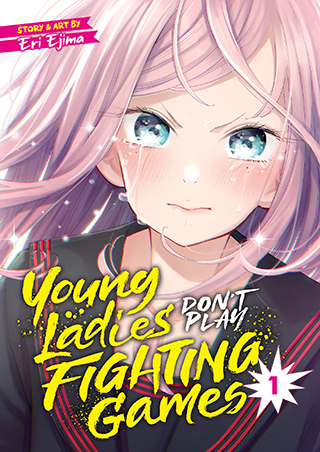 STORY & ART BY
Eri Ejima
Young
Ladies DON'T
PLAY
FIGHTING
Games 1